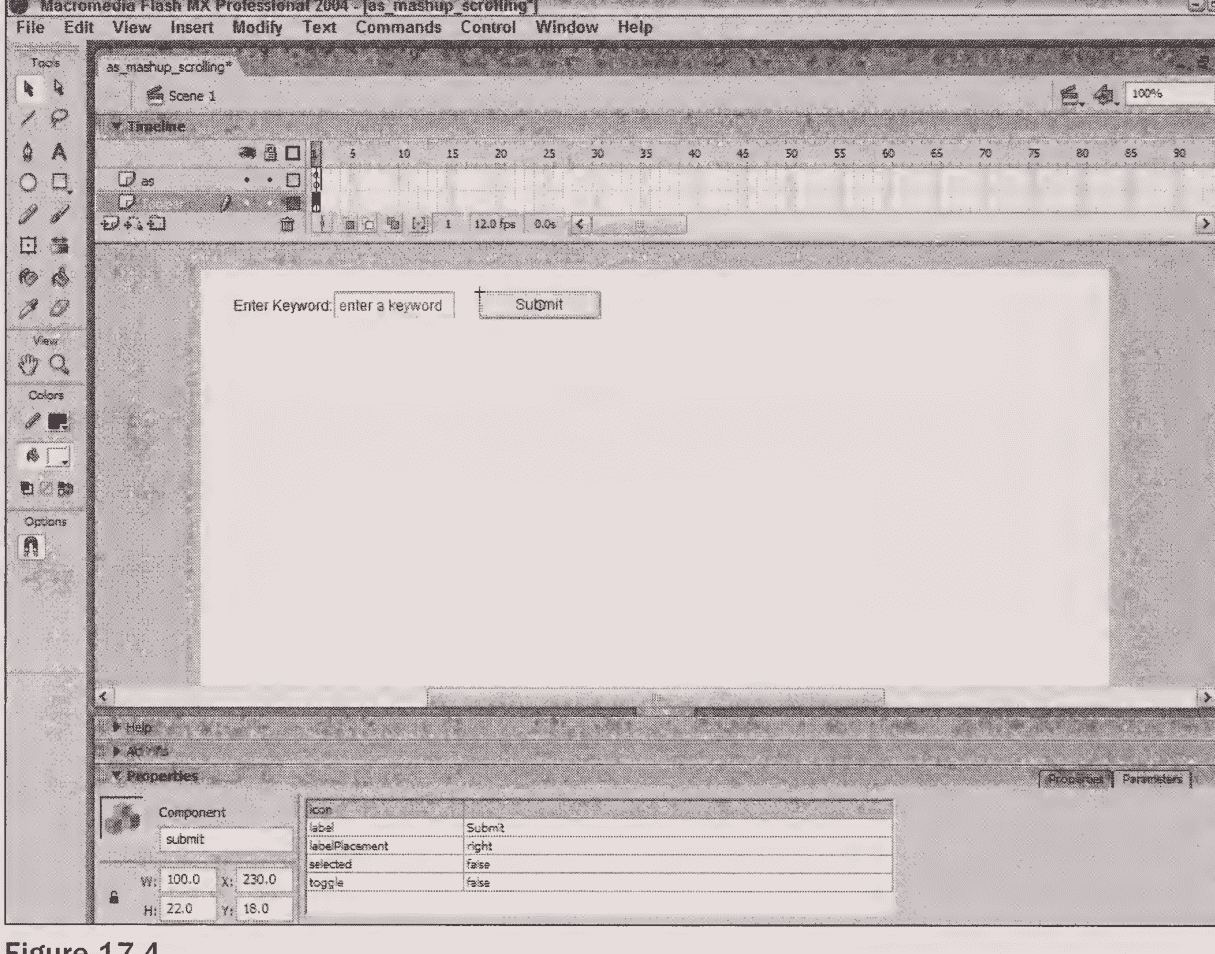 Macromedia Flash MX Professional 2004 - [as_mashup_scrolling*]
File Edit View Insert Modify Text Commands Control Window Help
Tools
as_mashup_scrolling*
Scene 1
100%
Timeline
1 5 10 15 20 25 30 35 40 45 50 55 60 65 70 75 80 85 90
as
1 12.0 fps 0.0s
Enter Keyword: enter a keyword Submit
View
Colors
Options
Help
Properties
Properties Parameters
Component
submit
W: 100.0 X: 230.0
H: 22.0 Y: 18.0
icon
label Submit
labelPlacement right
selected false
toggle false
Figure 17.4